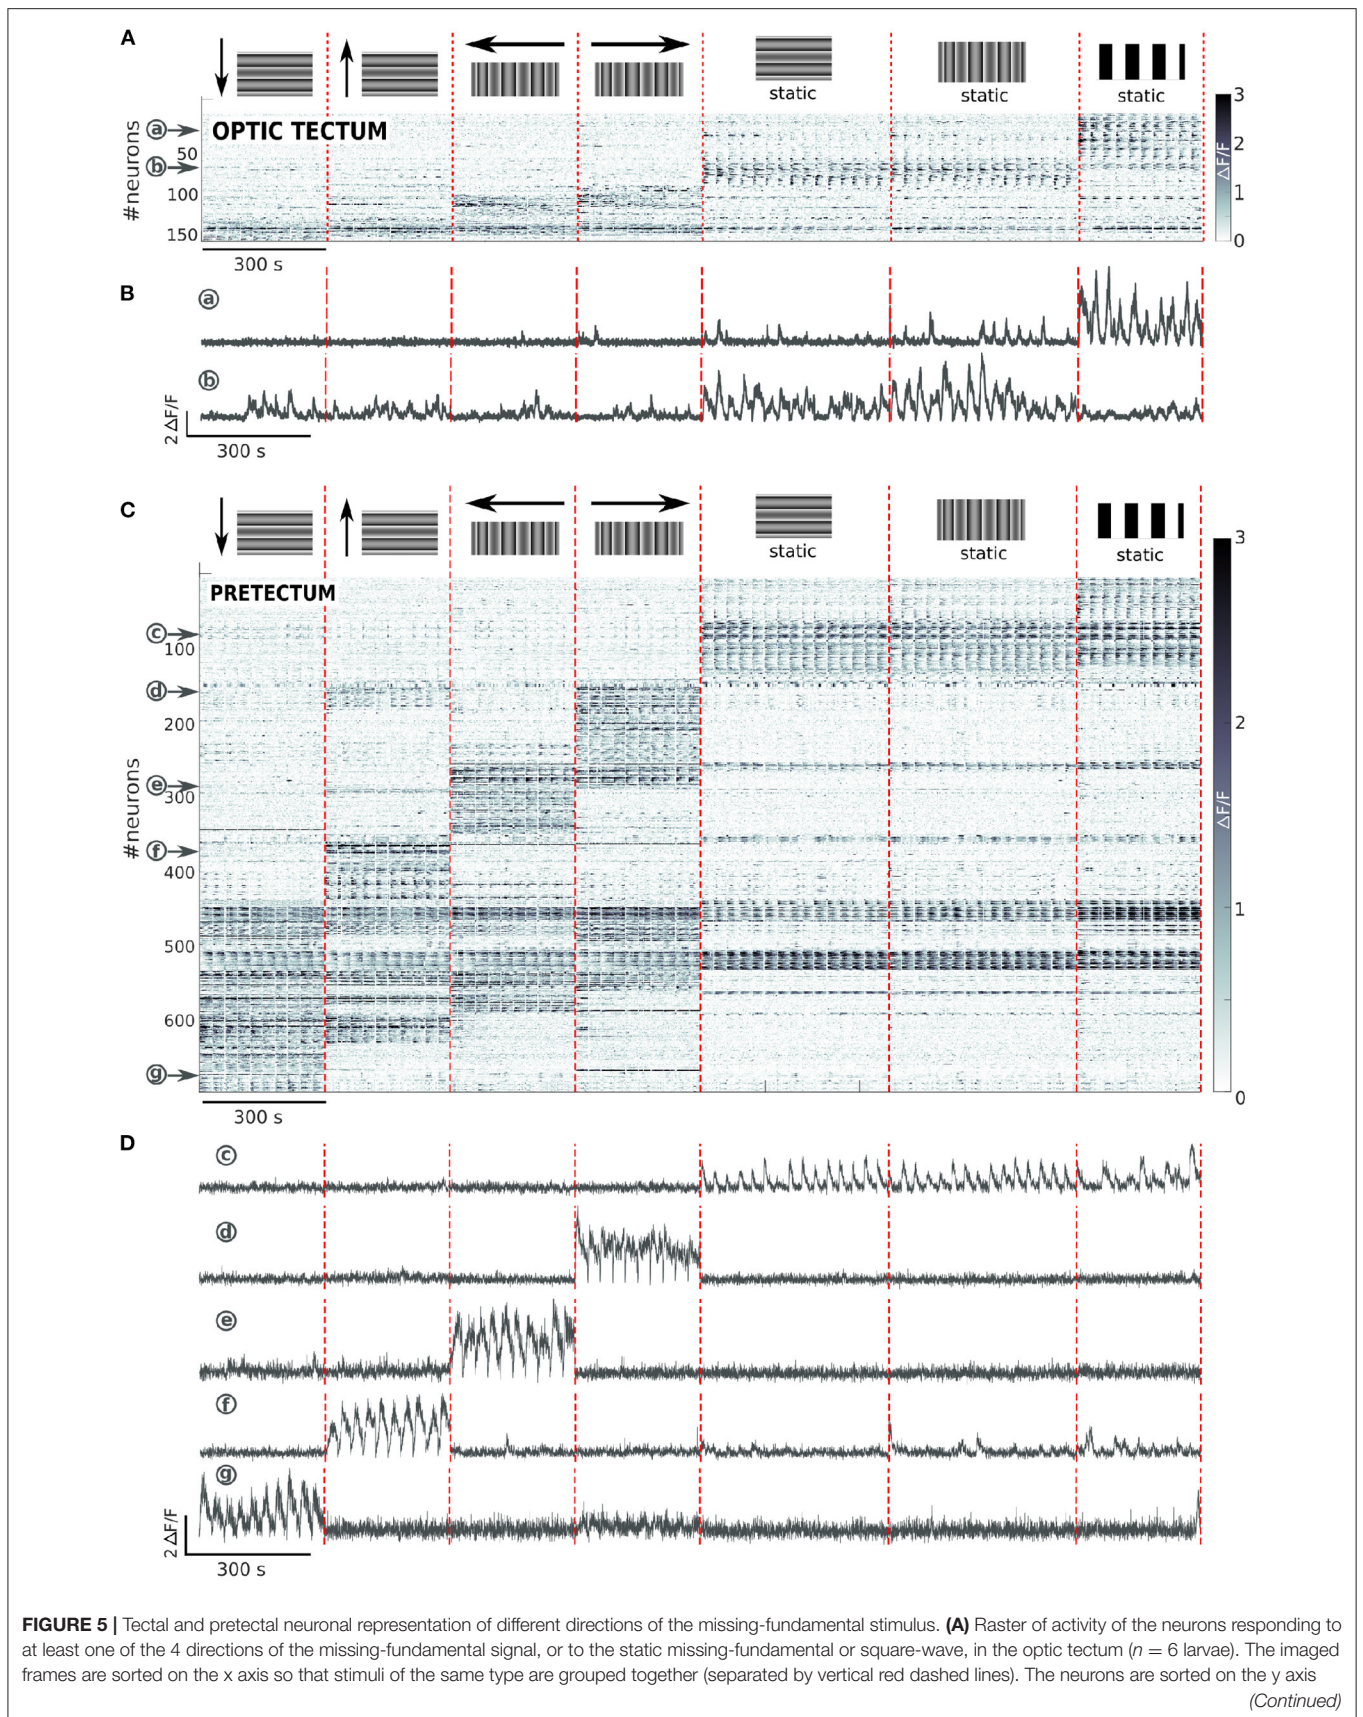 A
static
static
static
OPTIC TECTUM
#neurons
a
50
b
100
150
3
2
1
0
ΔF/F
300 s
B
a
b
2 ΔF/F
300 s
C
static
static
static
PRETECTUM
#neurons
c
100
d
200
e
300
f
400
500
600
g
3
2
1
0
ΔF/F
300 s
D
c
d
e
f
g
2 ΔF/F
300 s
FIGURE 5 | Tectal and pretectal neuronal representation of different directions of the missing-fundamental stimulus. (A) Raster of activity of the neurons responding to
at least one of the 4 directions of the missing-fundamental signal, or to the static missing-fundamental or square-wave, in the optic tectum (n = 6 larvae). The imaged
frames are sorted on the x axis so that stimuli of the same type are grouped together (separated by vertical red dashed lines). The neurons are sorted on the y axis
(Continued)